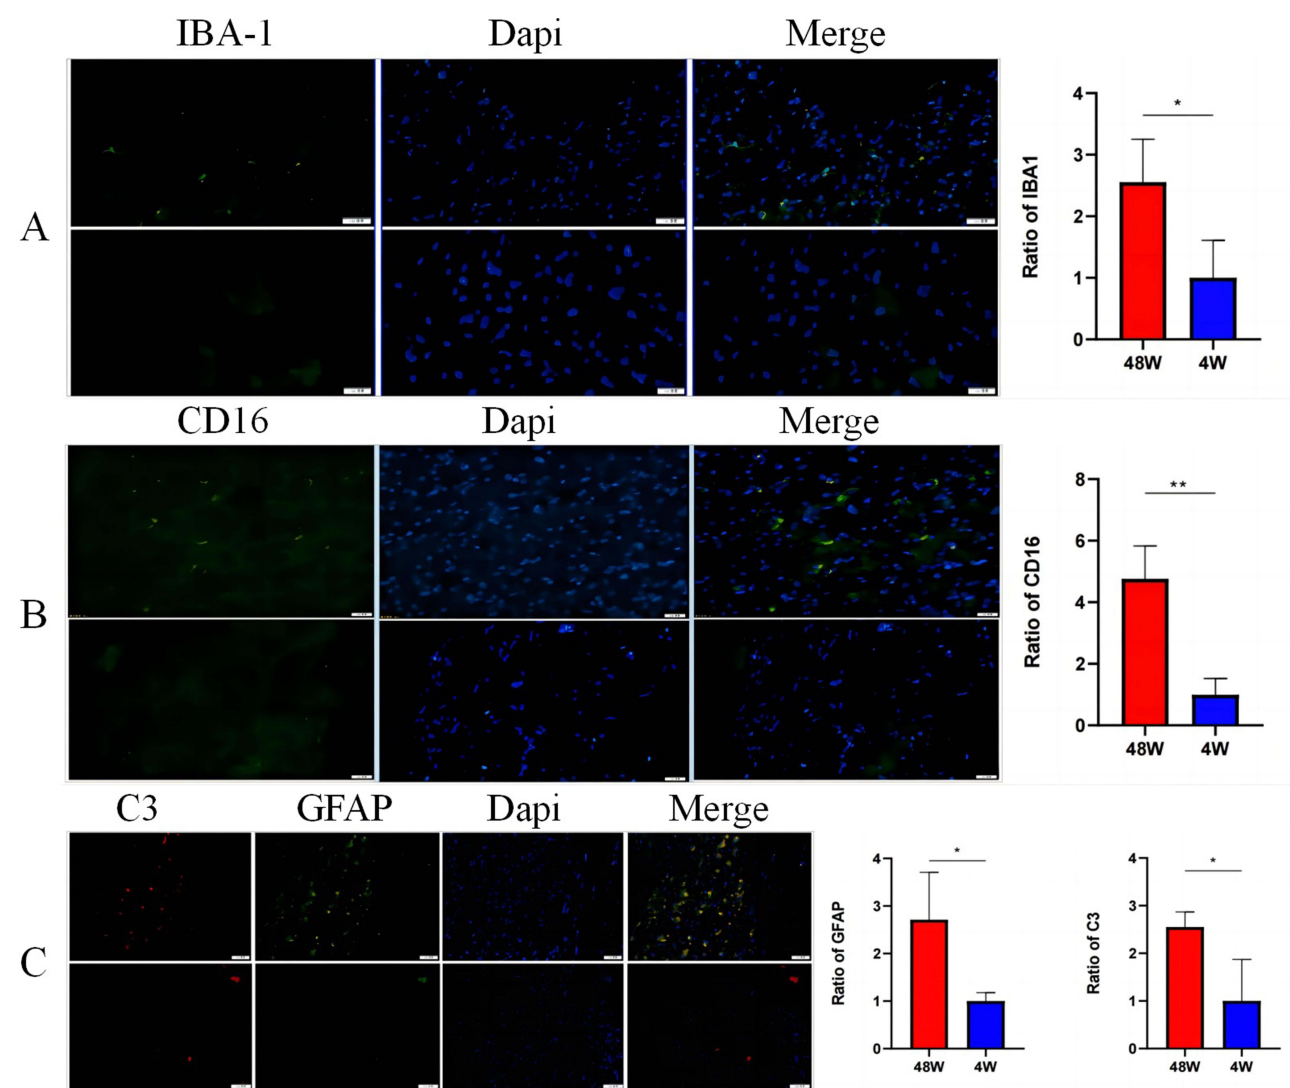 IBA-1 Dapi Merge
A
Ratio of IBA1
4
3
2
1
0
*
48W 4W
CD16 Dapi Merge
B
Ratio of CD16
8
6
4
2
0
**
48W 4W
C3 GFAP Dapi Merge
C
Ratio of GFAP
4
3
2
1
0
*
48W 4W
Ratio of C3
4
3
2
1
0
*
48W 4W